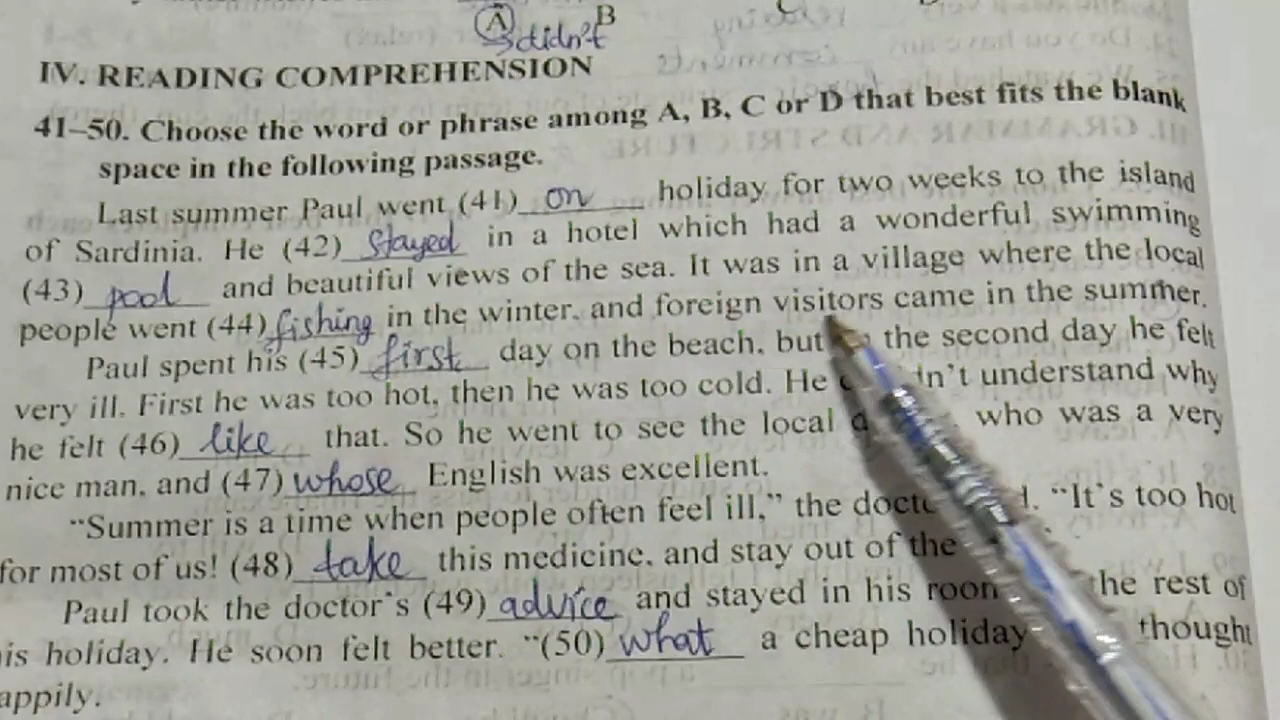 A B
didn't
IV. READING COMPREHENSION
41–50. Choose the word or phrase among A, B, C or D that best fits the blank
space in the following passage.
Last summer Paul went (41) on holiday for two weeks to the island
of Sardinia. He (42) stayed in a hotel which had a wonderful swimming
(43) pool and beautiful views of the sea. It was in a village where the local
people went (44) fishing in the winter, and foreign visitors came in the summer.
Paul spent his (45) first day on the beach, but the second day he felt
very ill. First he was too hot, then he was too cold. He dn't understand why
he felt (46) like that. So he went to see the local who was a very
nice man, and (47) whose English was excellent.
"Summer is a time when people often feel ill," the docto "It's too hot
for most of us! (48) take this medicine, and stay out of the
Paul took the doctor's (49) advice and stayed in his room the rest of
is holiday. He soon felt better. "(50) what a cheap holiday thought
appily.